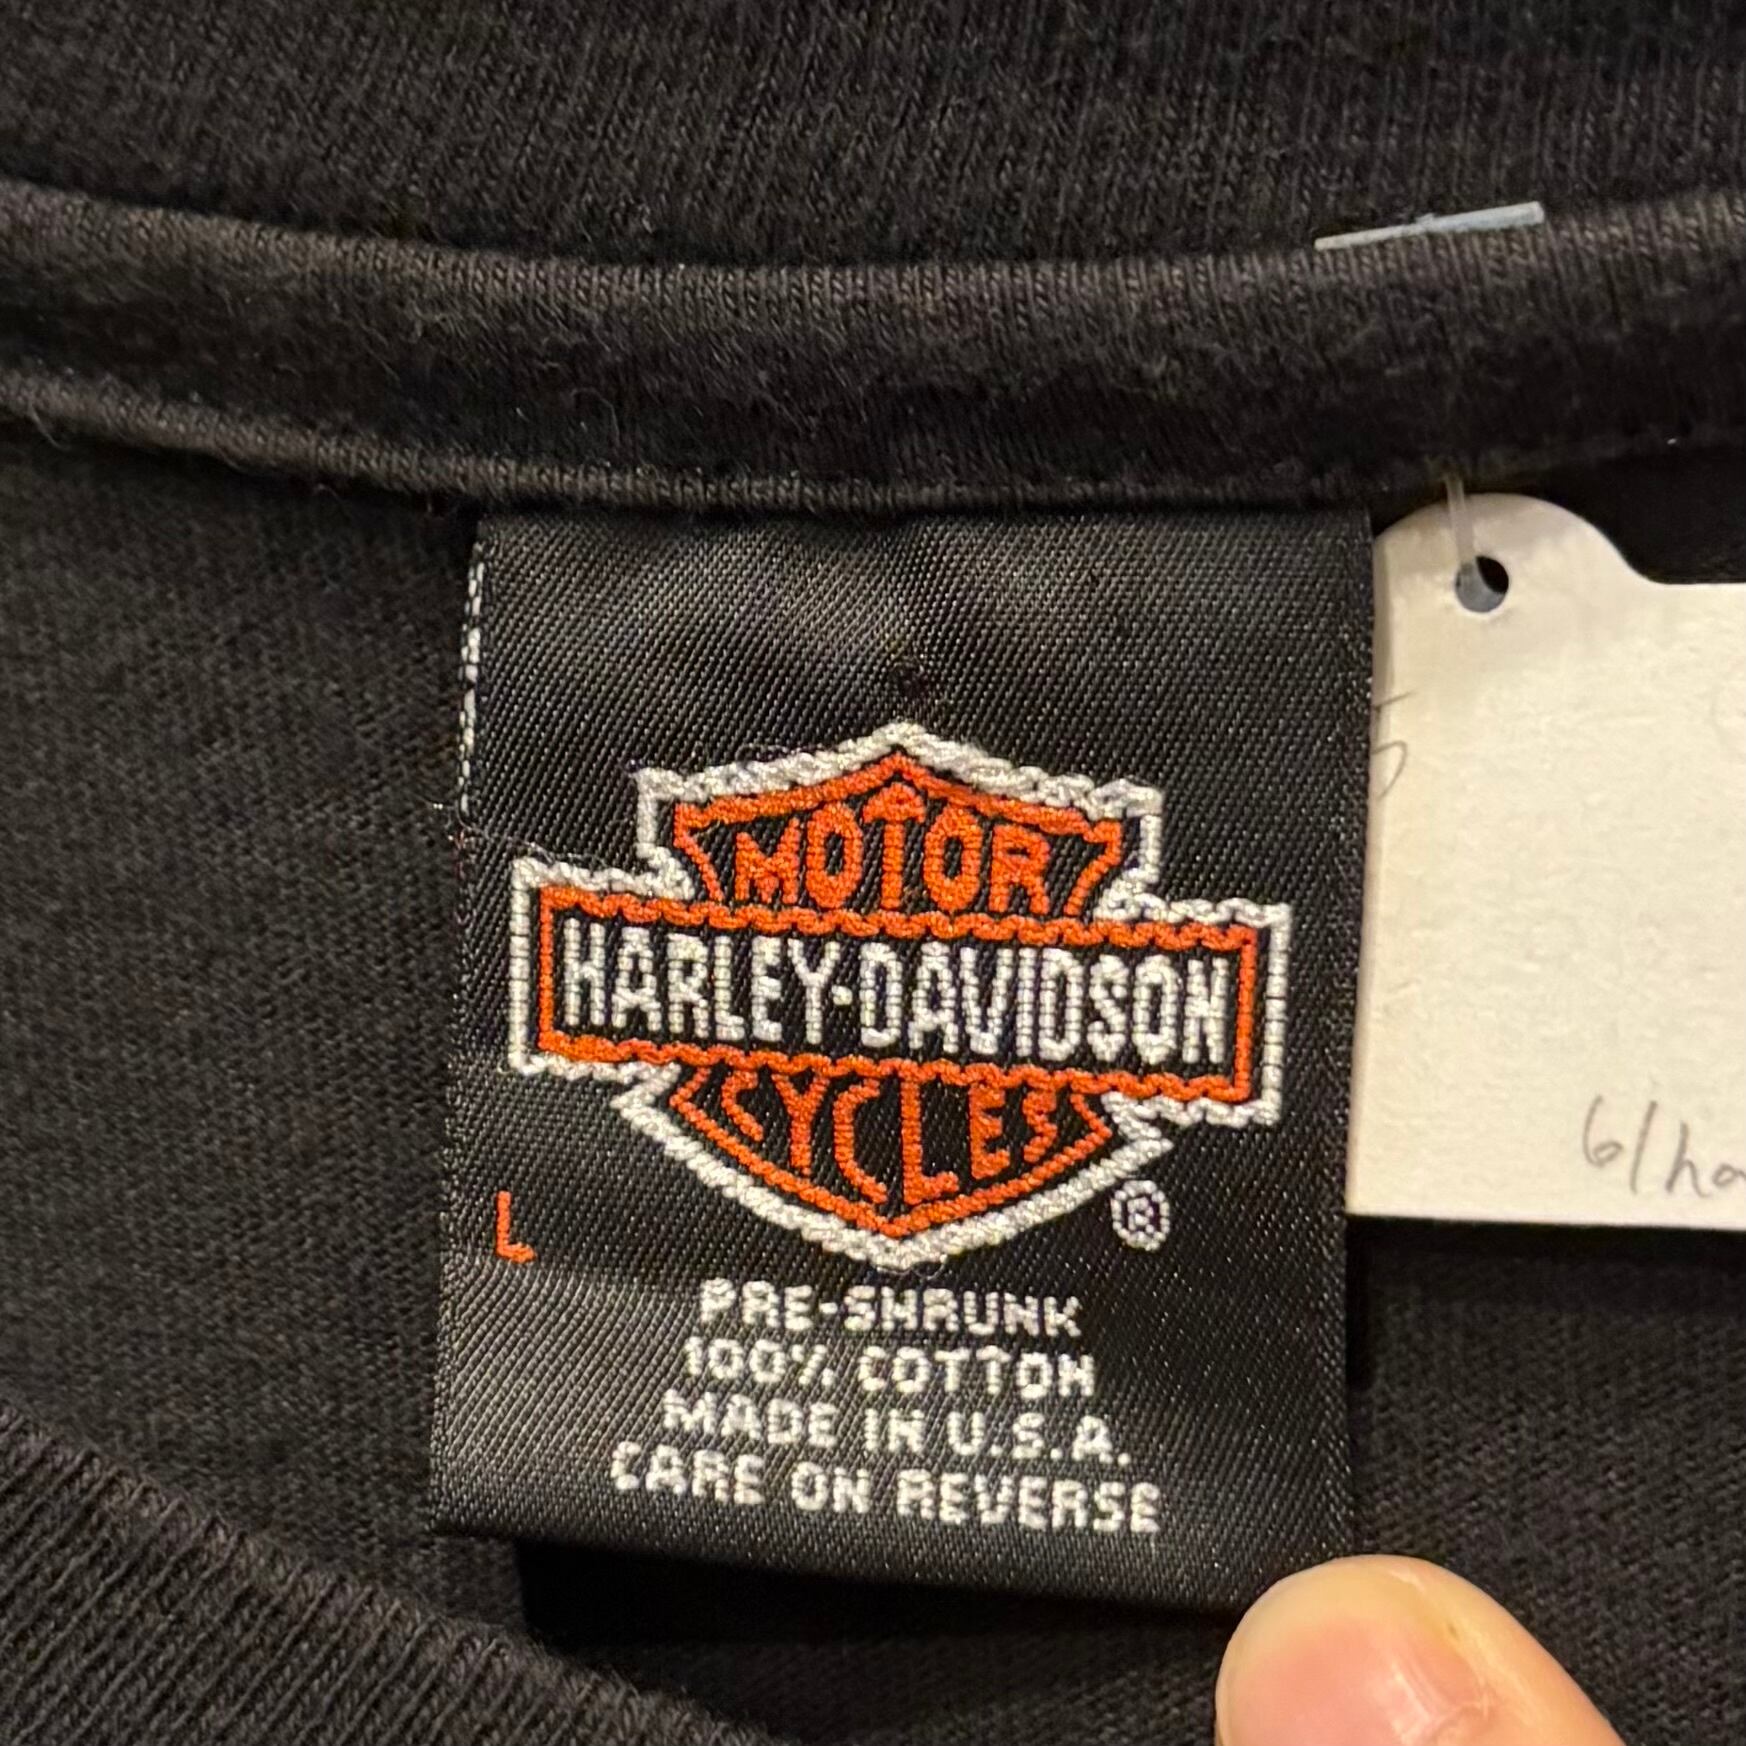 MOTOR
HARLEY-DAVIDSON
CYCLES
®
L
PRE-SHRUNK
100% COTTON
MADE IN U.S.A.
CARE ON REVERSE